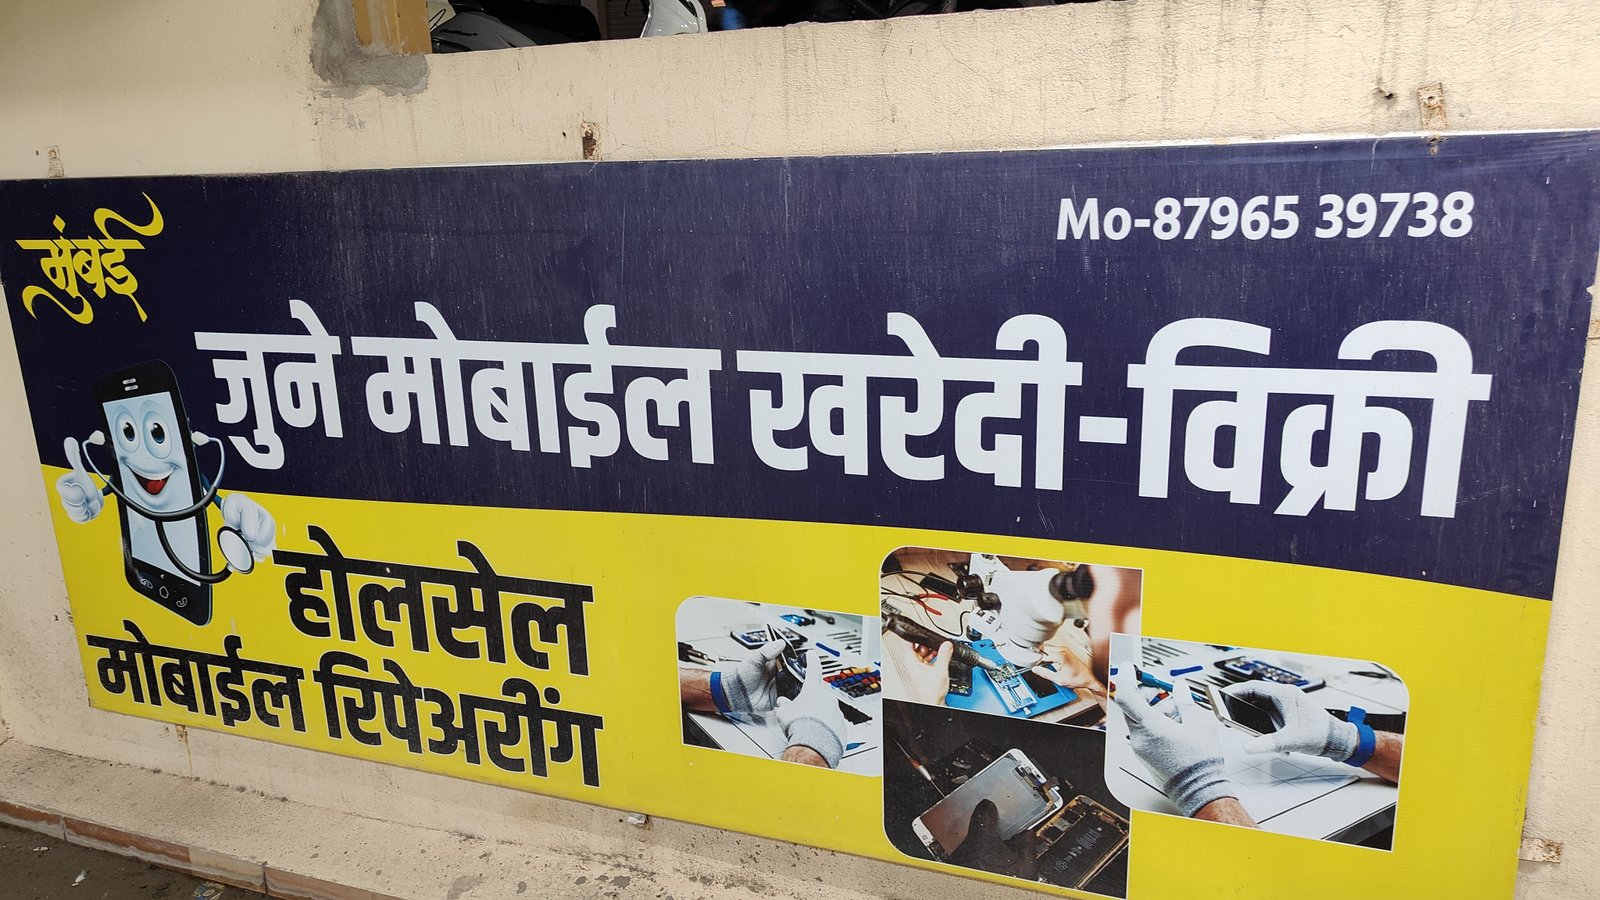 मुंबई
Mo-87965 39738
जुने मोबाईल खरेदी-विक्री
होलसेल
मोबाईल रिपेअरींग